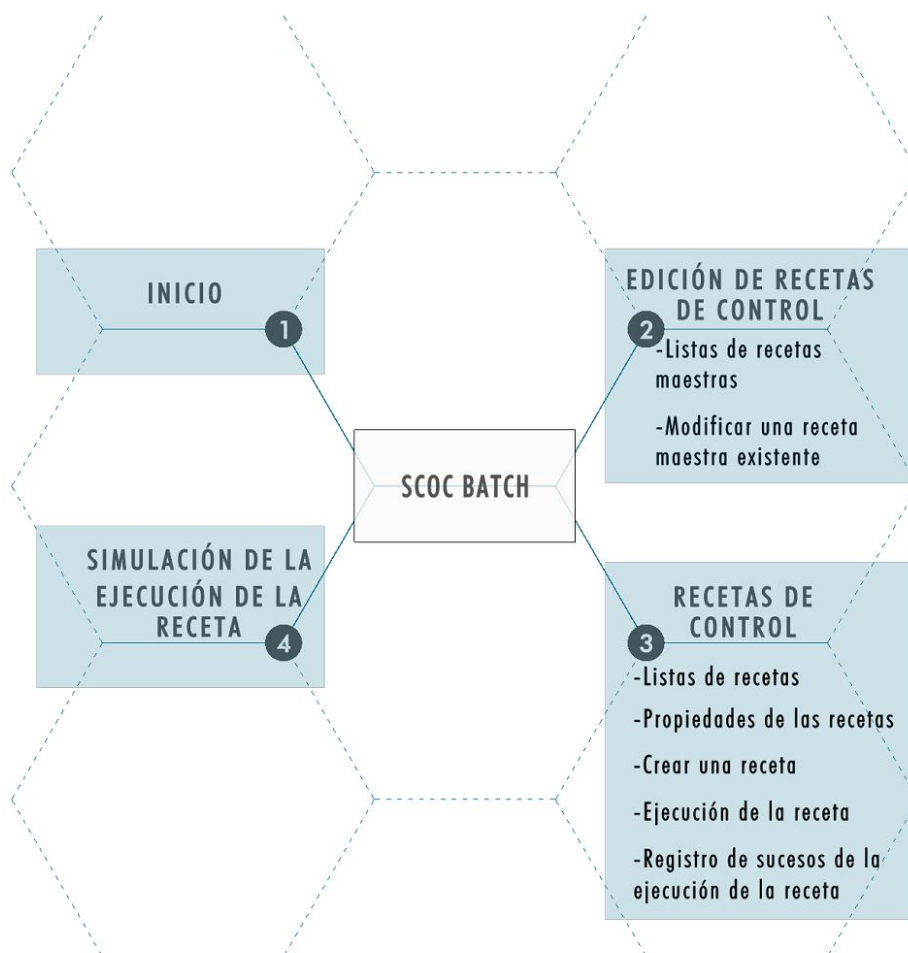 INICIO
1
EDICIÓN DE RECETAS
DE CONTROL
2
-Listas de recetas
maestras
-Modificar una receta
maestra existente
SCOC BATCH
SIMULACIÓN DE LA
EJECUCIÓN DE LA
RECETA
4
RECETAS DE
CONTROL
3
-Listas de recetas
-Propiedades de las recetas
-Crear una receta
-Ejecución de la receta
-Registro de sucesos de la
ejecución de la receta